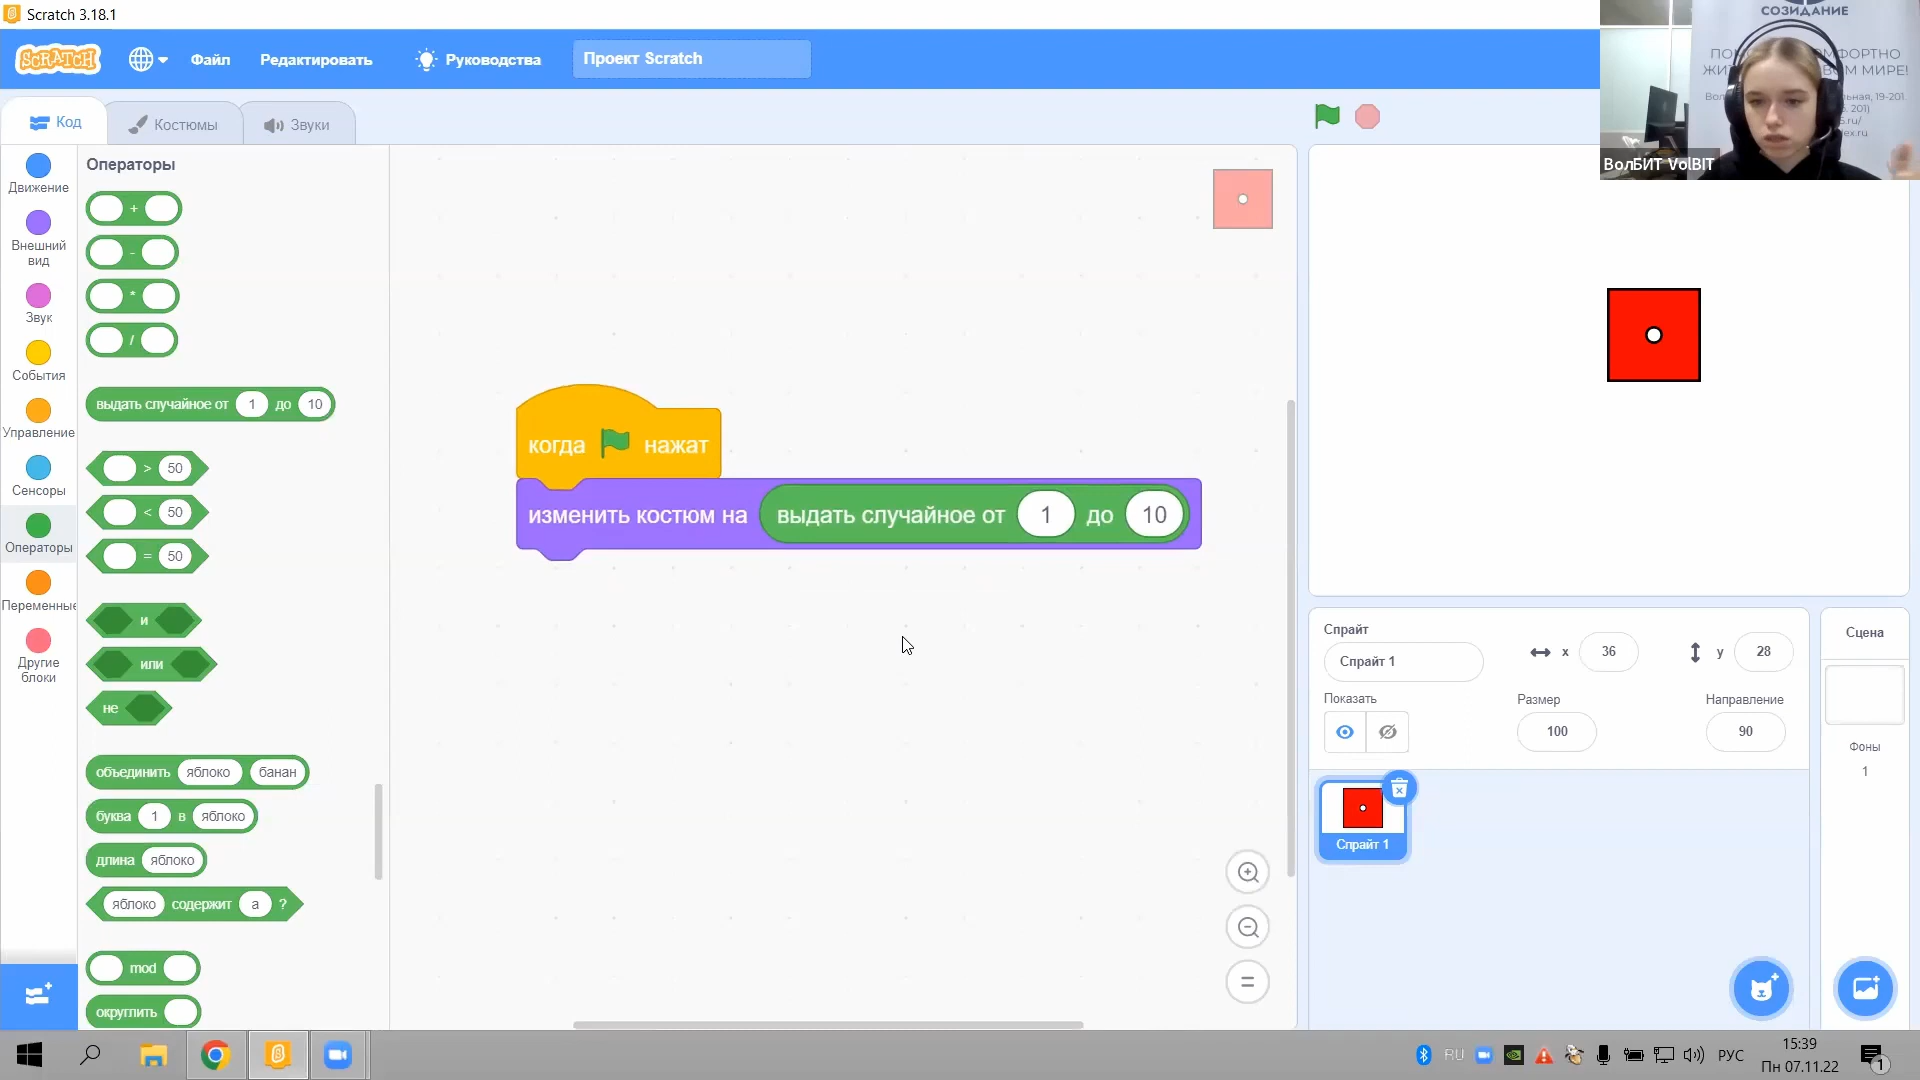 Scratch 3.18.1
SCRATCH
Файл
Редактировать
Руководства
Проект Scratch
СОЗИДАНИЕ
ВолБИТ VolBIT
Код
Костюмы
Звуки
Движение
Внешний
вид
Звук
События
Управление
Сенсоры
Операторы
Переменные
Другие
блоки
Операторы
+
-
*
/
выдать случайное от 1 до 10
> 50
< 50
= 50
и
или
не
объединить яблоко банан
буква 1 в яблоко
длина яблоко
яблоко содержит а ?
mod
округлить
когда нажат
изменить костюм на выдать случайное от 1 до 10
Спрайт
Спрайт 1
x 36
y 28
Показать
Размер
100
Направление
90
Спрайт 1
Сцена
Фоны
1
RU
РУС
15:39
Пн 07.11.22
1